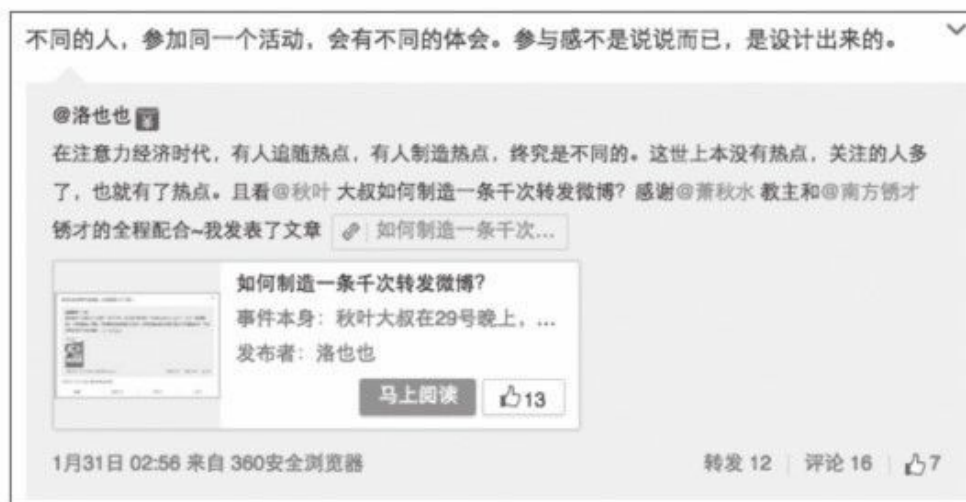 不同的人，参加同一个活动，会有不同的体会。参与感不是说说而已，是设计出来的。
@洛也也
在注意力经济时代，有人追随热点，有人制造热点，终究是不同的。这世上本没有热点，关注的人多
了，也就有了热点。且看@秋叶 大叔如何制造一条千次转发微博？感谢@萧秋水 教主和@南方锈才
锈才的全程配合~我发表了文章 如何制造一条千次...
如何制造一条千次转发微博？
事件本身：秋叶大叔在29号晚上，...
发布者：洛也也
马上阅读 13
1月31日 02:56 来自 360安全浏览器 转发 12 评论 16 7